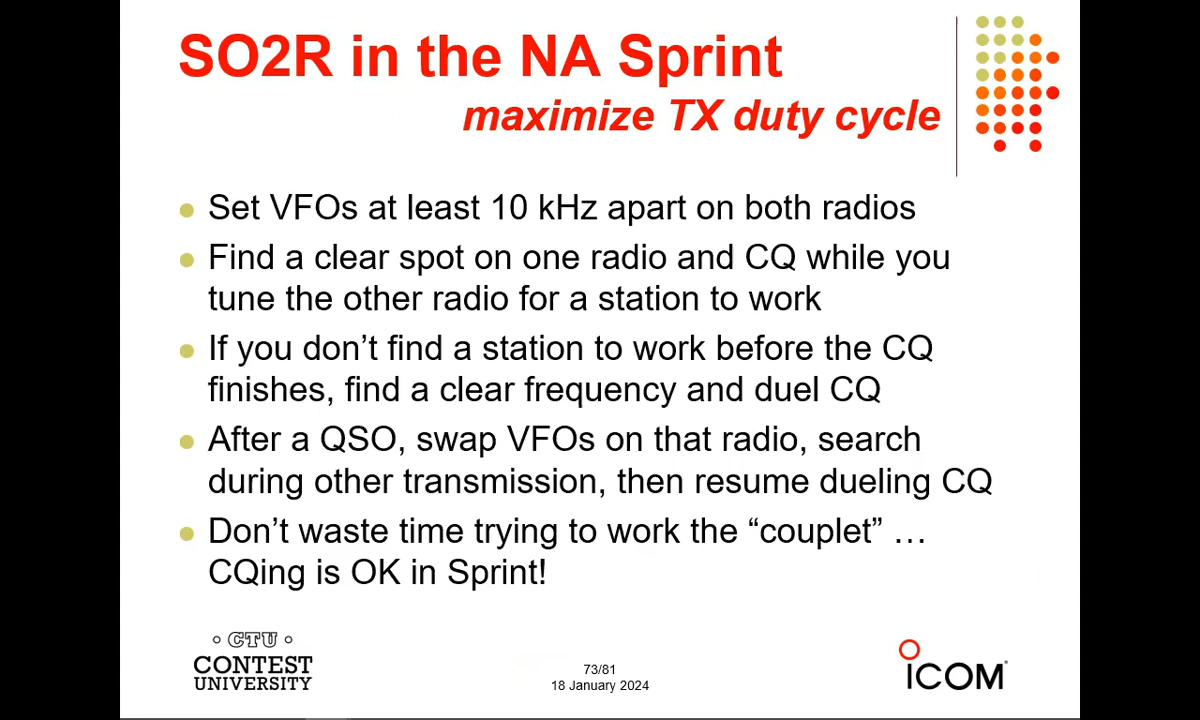 SO2R in the NA Sprint
maximize TX duty cycle
Set VFOs at least 10 kHz apart on both radios
Find a clear spot on one radio and CQ while you
tune the other radio for a station to work
If you don’t find a station to work before the CQ
finishes, find a clear frequency and duel CQ
After a QSO, swap VFOs on that radio, search
during other transmission, then resume dueling CQ
Don’t waste time trying to work the “couplet” …
CQing is OK in Sprint!
CTU
CONTEST
UNIVERSITY
73/81
18 January 2024
ICOM